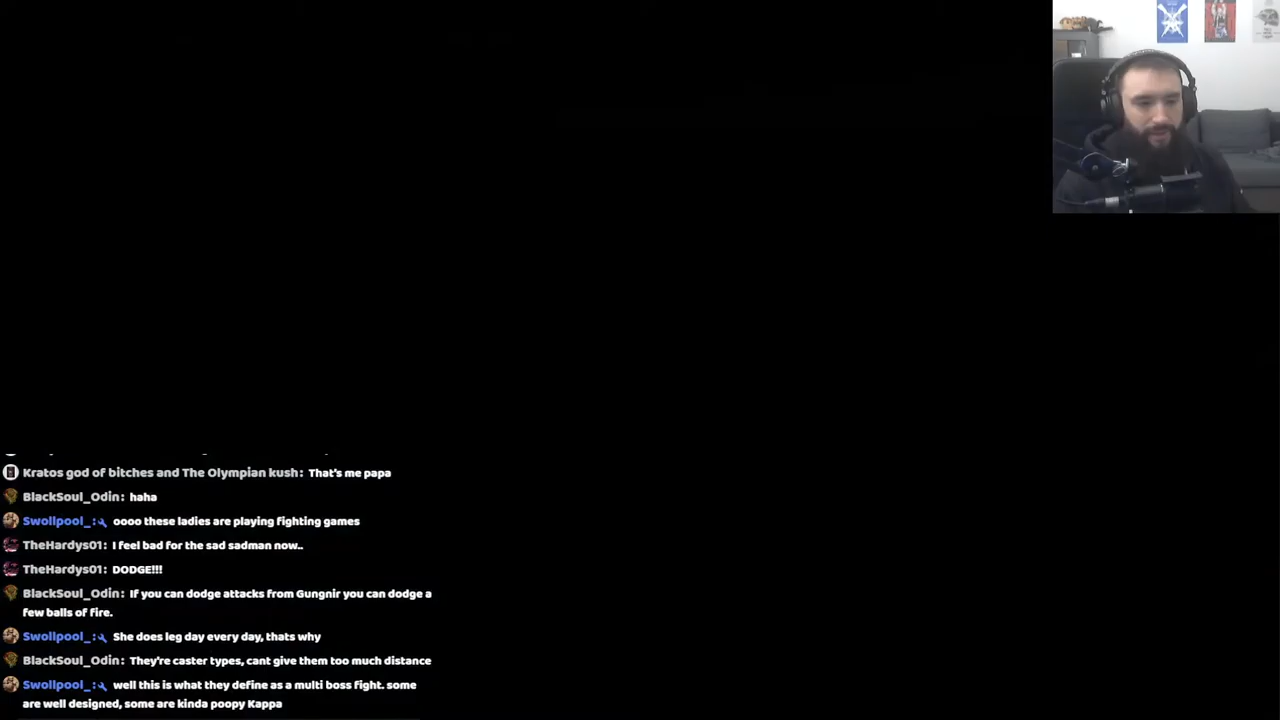 Kratos god of bitches and The Olympian kush: That's me papa
BlackSoul_Odin: haha
Swollpool_: oooo these ladies are playing fighting games
TheHardys01: I feel bad for the sad sadman now..
TheHardys01: DODGE!!!
BlackSoul_Odin: If you can dodge attacks from Gungnir you can dodge a
few balls of fire.
Swollpool_: She does leg day every day, thats why
BlackSoul_Odin: They're caster types, cant give them too much distance
Swollpool_: well this is what they define as a multi boss fight. some
are well designed, some are kinda poopy Kappa